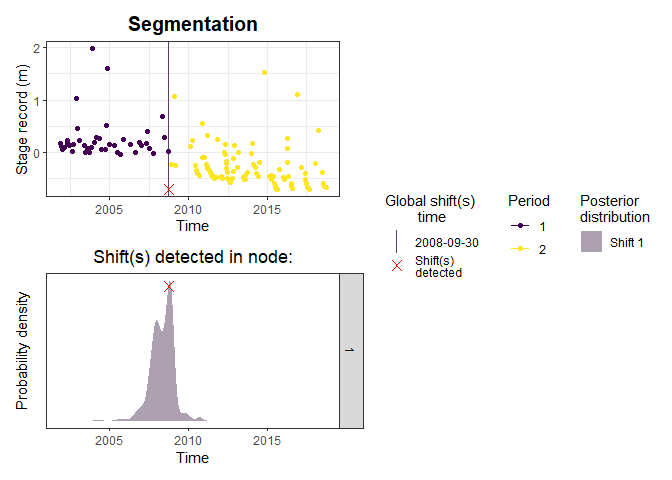 Segmentation
Stage record (m)
2
1
0
2005
2010
2015
Time
Shift(s) detected in node:
Probability density
1
2005
2010
2015
Time
Global shift(s)
time
2008-09-30
Shift(s)
detected
Period
1
2
Posterior
distribution
Shift 1